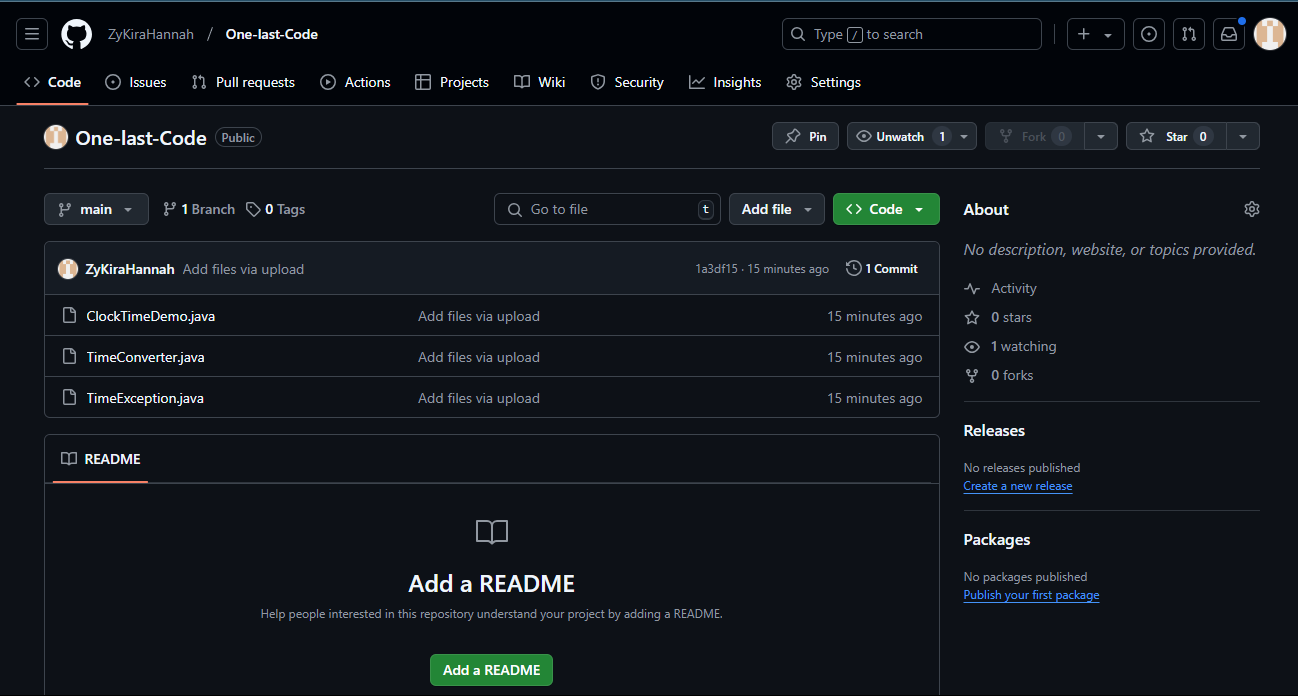 ZyKiraHannah / One-last-Code Type / to search
Code Issues Pull requests Actions Projects Wiki Security Insights Settings
One-last-Code Public Pin Unwatch 1 Fork 0 Star 0
main 1 Branch 0 Tags Go to file t Add file Code
ZyKiraHannah Add files via upload 1a3df15 · 15 minutes ago 1 Commit
ClockTimeDemo.java Add files via upload 15 minutes ago
TimeConverter.java Add files via upload 15 minutes ago
TimeException.java Add files via upload 15 minutes ago
README
Add a README
Help people interested in this repository understand your project by adding a README.
Add a README
About
No description, website, or topics provided.
Activity
0 stars
1 watching
0 forks
Releases
No releases published
Create a new release
Packages
No packages published
Publish your first package